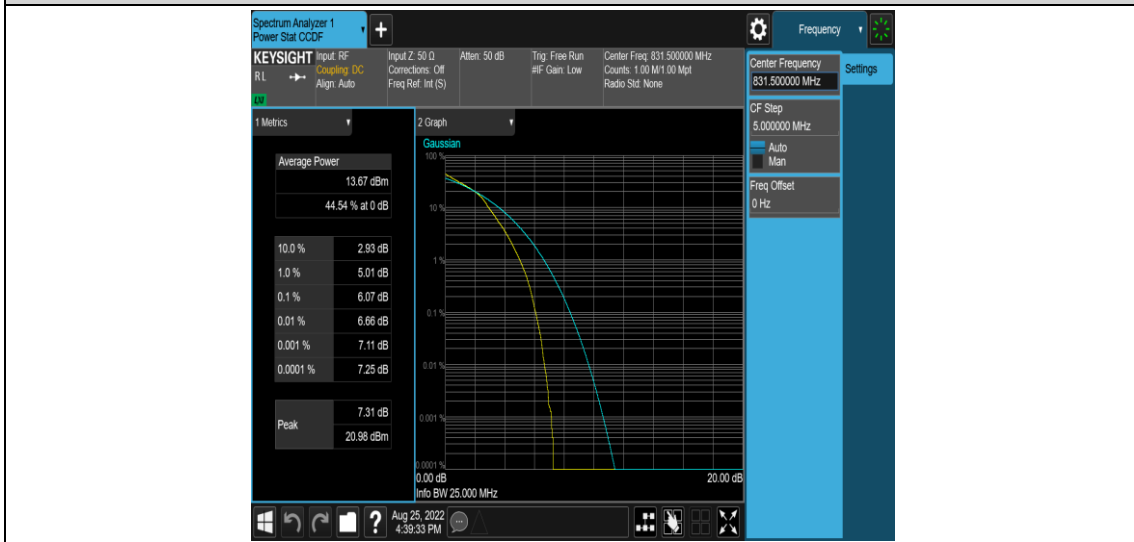 Spectrum Analyzer 1
Power Stat CCDF
Frequency
KEYSIGHT
RL
LXI
Input: RF
Coupling: DC
Align: Auto
Input Z: 50 Ω
Corrections: Off
Freq Ref: Int (S)
Atten: 50 dB
Trig: Free Run
#IF Gain: Low
Center Freq: 831.500000 MHz
Counts: 1.00 M/1.00 Mpt
Radio Std: None
Center Frequency
831.500000 MHz
Settings
CF Step
5.000000 MHz
Auto
Man
Freq Offset
0 Hz
1 Metrics
Average Power
13.67 dBm
44.54 % at 0 dB
10.0 % 2.93 dB
1.0 % 5.01 dB
0.1 % 6.07 dB
0.01 % 6.66 dB
0.001 % 7.11 dB
0.0001 % 7.25 dB
Peak
7.31 dB
20.98 dBm
2 Graph
Gaussian
100 %
10 %
1 %
0.1 %
0.01 %
0.001 %
0.0001 %
0.00 dB 20.00 dB
Info BW 25.000 MHz
?
Aug 25, 2022
4:39:33 PM